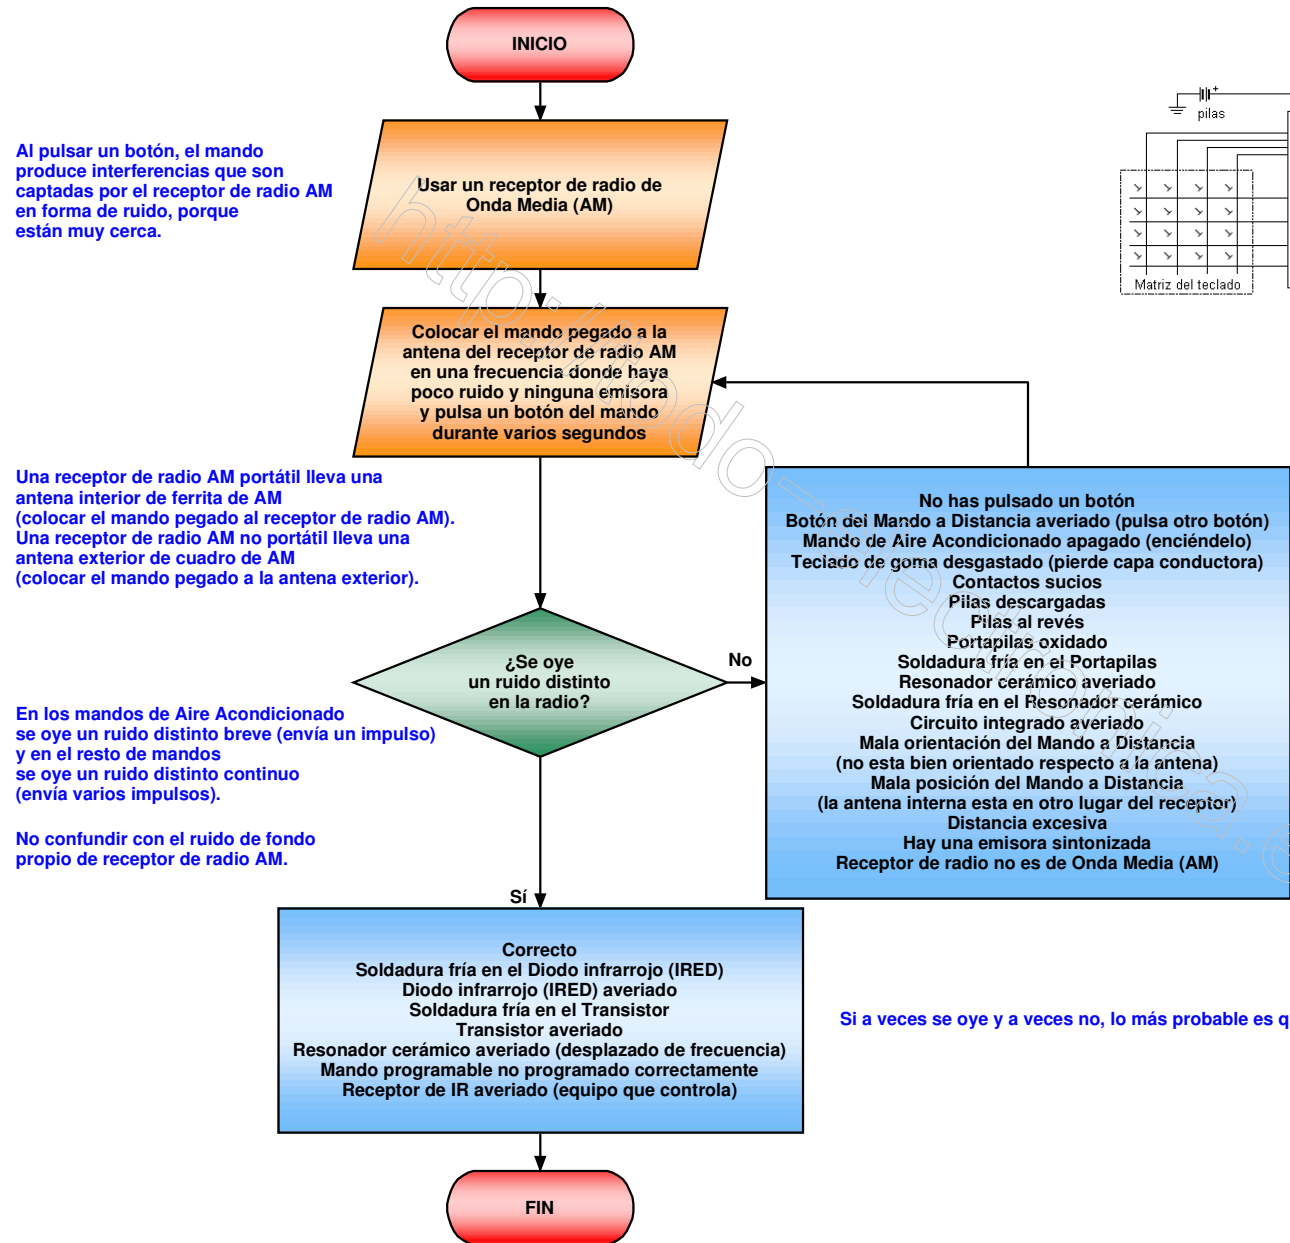 INICIO
pilas
Matriz del teclado
Al pulsar un botón, el mando
produce interferencias que son
captadas por el receptor de radio AM
en forma de ruido, porque
están muy cerca.
Usar un receptor de radio de
Onda Media (AM)
Colocar el mando pegado a la
antena del receptor de radio AM
en una frecuencia donde haya
poco ruido y ninguna emisora
y pulsa un botón del mando
durante varios segundos
Una receptor de radio AM portátil lleva una
antena interior de ferrita de AM
(colocar el mando pegado al receptor de radio AM).
Una receptor de radio AM no portátil lleva una
antena exterior de cuadro de AM
(colocar el mando pegado a la antena exterior).
¿Se oye
un ruido distinto
en la radio?
No
No has pulsado un botón
Botón del Mando a Distancia averiado (pulsa otro botón)
Mando de Aire Acondicionado apagado (enciéndelo)
Teclado de goma desgastado (pierde capa conductora)
Contactos sucios
Pilas descargadas
Pilas al revés
Portapilas oxidado
Soldadura fría en el Portapilas
Resonador cerámico averiado
Soldadura fría en el Resonador cerámico
Circuito integrado averiado
Mala orientación del Mando a Distancia
(no esta bien orientado respecto a la antena)
Mala posición del Mando a Distancia
(la antena interna esta en otro lugar del receptor)
Distancia excesiva
Hay una emisora sintonizada
Receptor de radio no es de Onda Media (AM)
En los mandos de Aire Acondicionado
se oye un ruido distinto breve (envía un impulso)
y en el resto de mandos
se oye un ruido distinto continuo
(envía varios impulsos).
No confundir con el ruido de fondo
propio de receptor de radio AM.
Sí
Correcto
Soldadura fría en el Diodo infrarrojo (IRED)
Diodo infrarrojo (IRED) averiado
Soldadura fría en el Transistor
Transistor averiado
Resonador cerámico averiado (desplazado de frecuencia)
Mando programable no programado correctamente
Receptor de IR averiado (equipo que controla)
Si a veces se oye y a veces no, lo más probable es q
FIN
http://todo-electronica.e